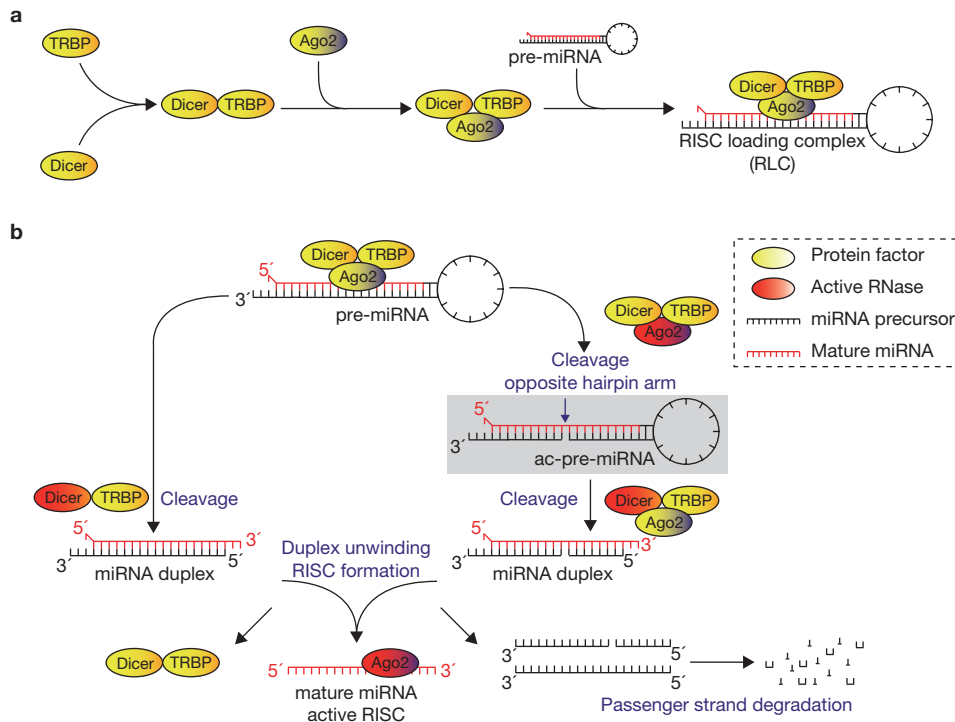 a
TRBP
Dicer
Dicer TRBP
Ago2
Dicer TRBP
Ago2
pre-miRNA
Dicer TRBP
Ago2
RISC loading complex
(RLC)
b
Dicer TRBP
Ago2
5´
3´
pre-miRNA
Protein factor
Active RNase
miRNA precursor
Mature miRNA
Dicer TRBP
Ago2
Cleavage
opposite hairpin arm
5´
3´
ac-pre-miRNA
Dicer TRBP
Cleavage
5´ 3´
3´ 5´
miRNA duplex
Cleavage
Dicer TRBP
Ago2
5´ 3´
3´ 5´
miRNA duplex
Duplex unwinding
RISC formation
Dicer TRBP
5´ Ago2 3´
mature miRNA
active RISC
3´ 5´
3´ 5´
Passenger strand degradation